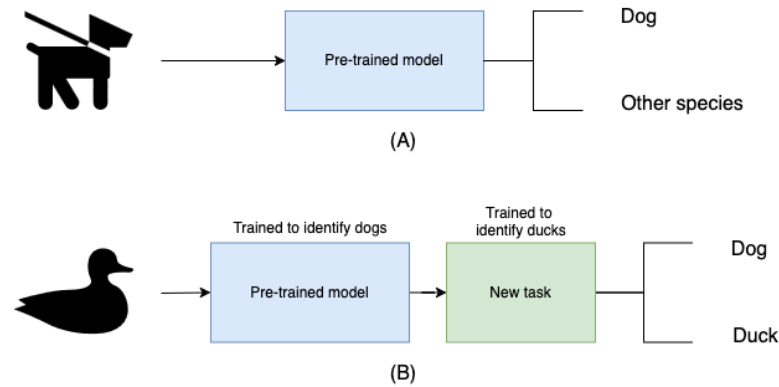 Dog
Pre-trained model
Other species
(A)
Trained to identify dogs
Trained to
identify ducks
Dog
Pre-trained model
New task
Duck
(B)